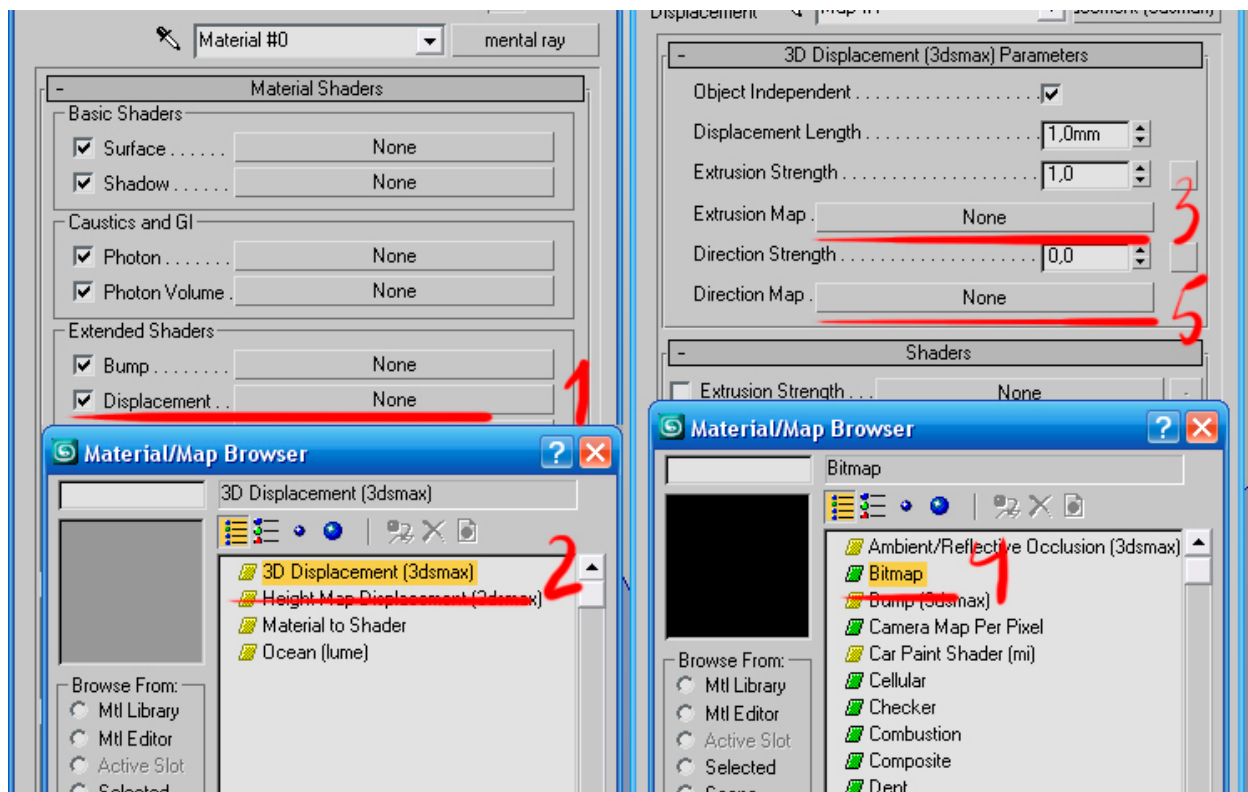 Material #0
mental ray
- Material Shaders
Basic Shaders
Surface . . . . . . None
Shadow . . . . . . None
Caustics and GI
Photon . . . . . . . None
Photon Volume . None
Extended Shaders
Bump . . . . . . . . None
Displacement . . None
1
Material/Map Browser
3D Displacement (3dsmax)
3D Displacement (3dsmax)
2
Height Map Displacement (3dsmax)
Material to Shader
Ocean (lume)
Browse From:
Mtl Library
Mtl Editor
Active Slot
Selected
Displacement
- 3D Displacement (3dsmax) Parameters
Object Independent . . . . . . . . . . . . . . . . . . .
Displacement Length . . . . . . . . . . . . . . . . . . 1,0mm
Extrusion Strength . . . . . . . . . . . . . . . . . . . . 1,0
Extrusion Map . None
3
Direction Strength . . . . . . . . . . . . . . . . . . . . 0,0
Direction Map . None
5
- Shaders
Extrusion Strength . . . None
Material/Map Browser
Bitmap
Ambient/Reflective Occlusion (3dsmax)
Bitmap
4
Bump (3dsmax)
Camera Map Per Pixel
Car Paint Shader (mi)
Cellular
Checker
Combustion
Composite
Dent
Browse From:
Mtl Library
Mtl Editor
Active Slot
Selected